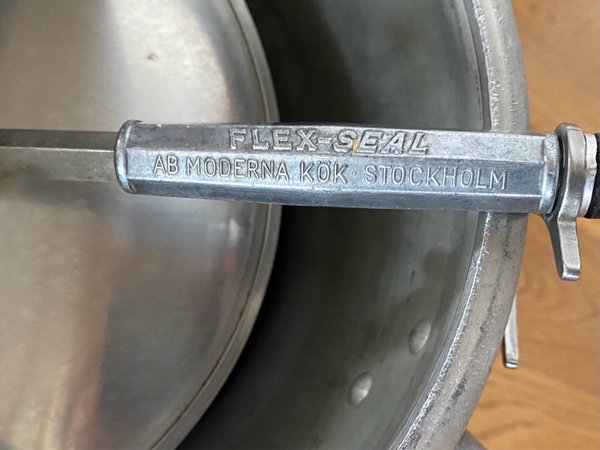 FLEX-SEAL
AB MODERNA KÖK · STOCKHOLM